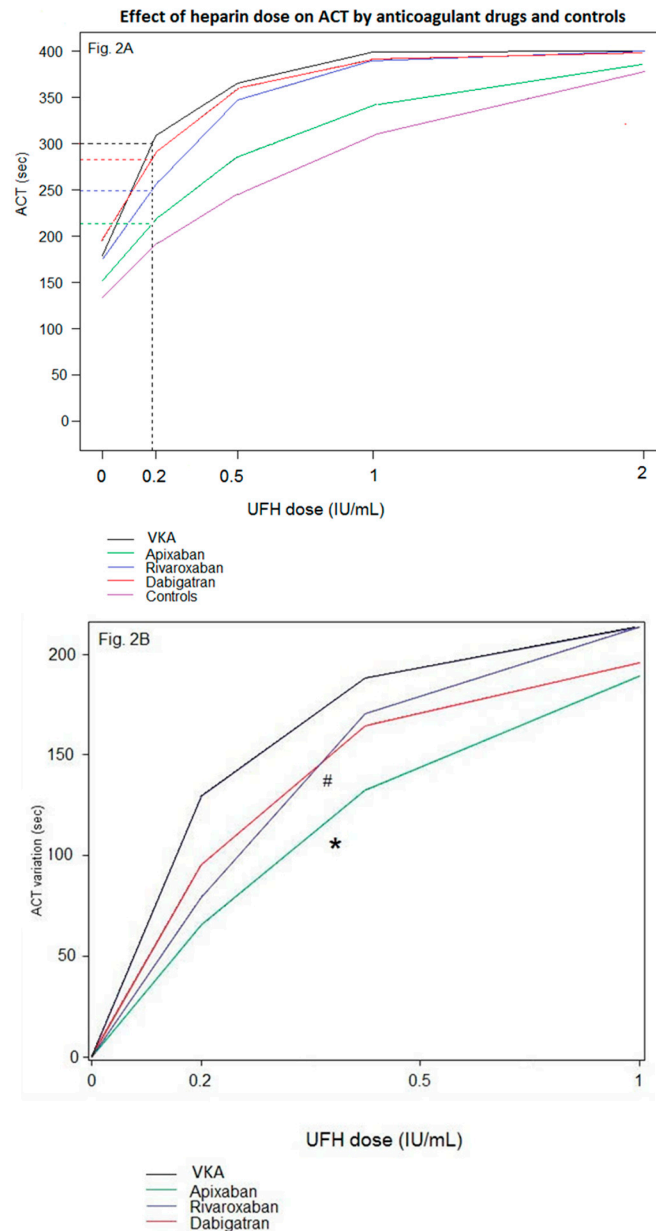 Effect of heparin dose on ACT by anticoagulant drugs and controls
Fig. 2A
400
350
300
250
200
150
100
50
0
ACT (sec)
0 0.2 0.5 1 2
UFH dose (IU/mL)
VKA
Apixaban
Rivaroxaban
Dabigatran
Controls
Fig. 2B
200
150
100
50
0
ACT variation (sec)
#
*
0 0.2 0.5 1
UFH dose (IU/mL)
VKA
Apixaban
Rivaroxaban
Dabigatran